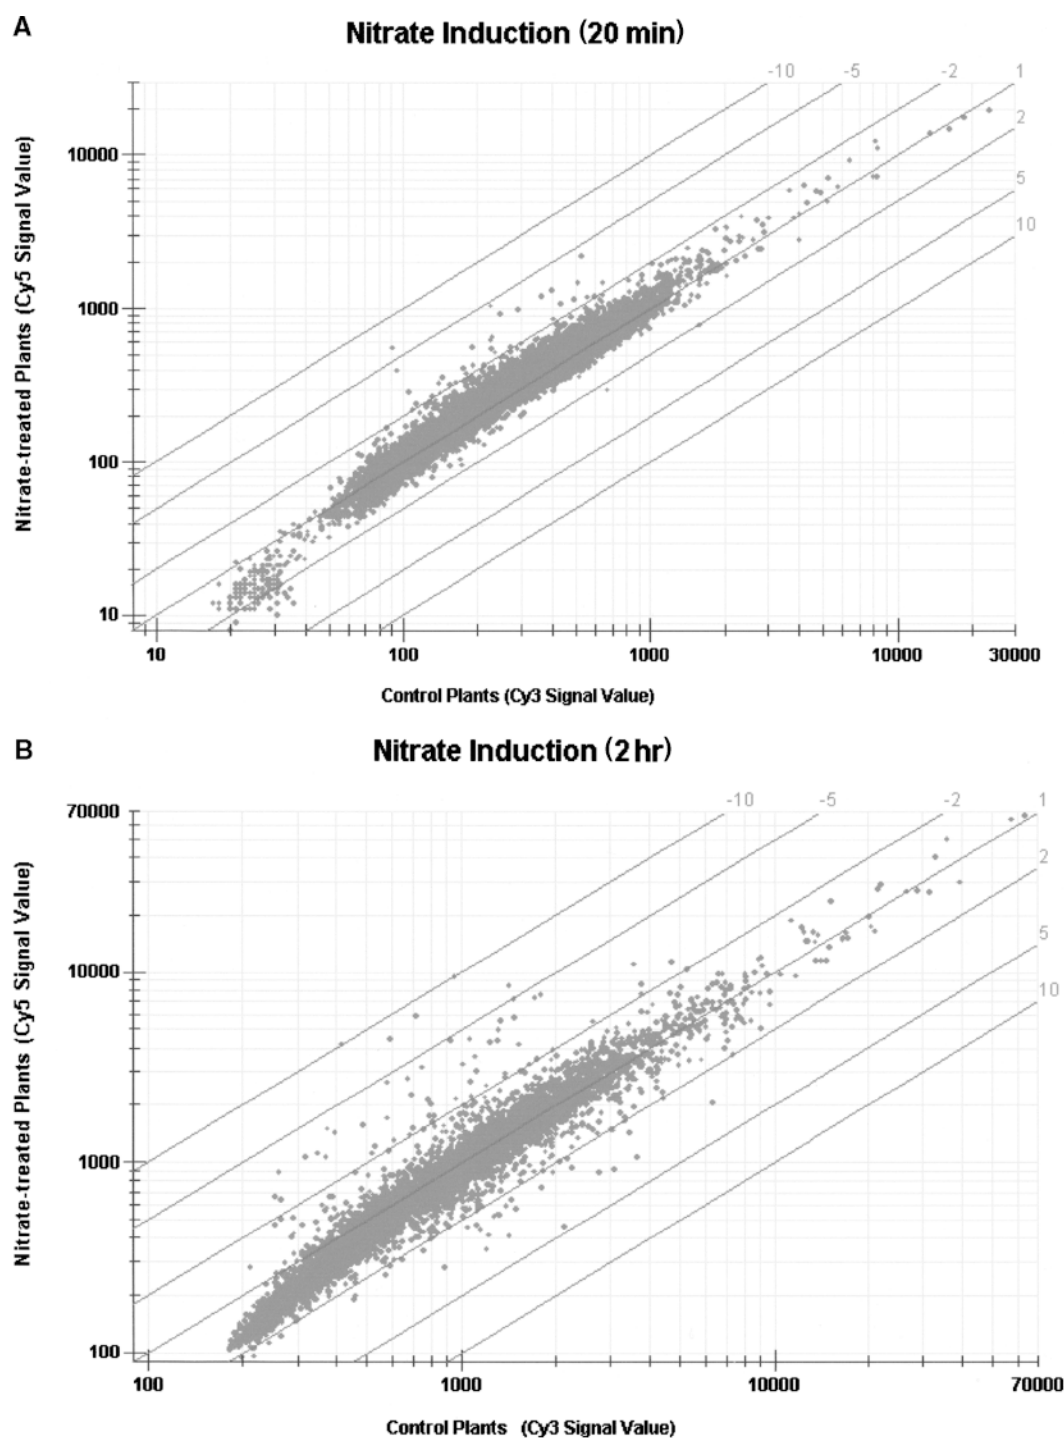 A
Nitrate Induction (20 min)
-10 -5 -2 1
2
5
10
Nitrate-treated Plants (Cy5 Signal Value)
10000
1000
100
10
10 100 1000 10000 30000
Control Plants (Cy3 Signal Value)
B
Nitrate Induction (2 hr)
-10 -5 -2 1
2
5
10
Nitrate-treated Plants (Cy5 Signal Value)
70000
10000
1000
100
100 1000 10000 70000
Control Plants (Cy3 Signal Value)